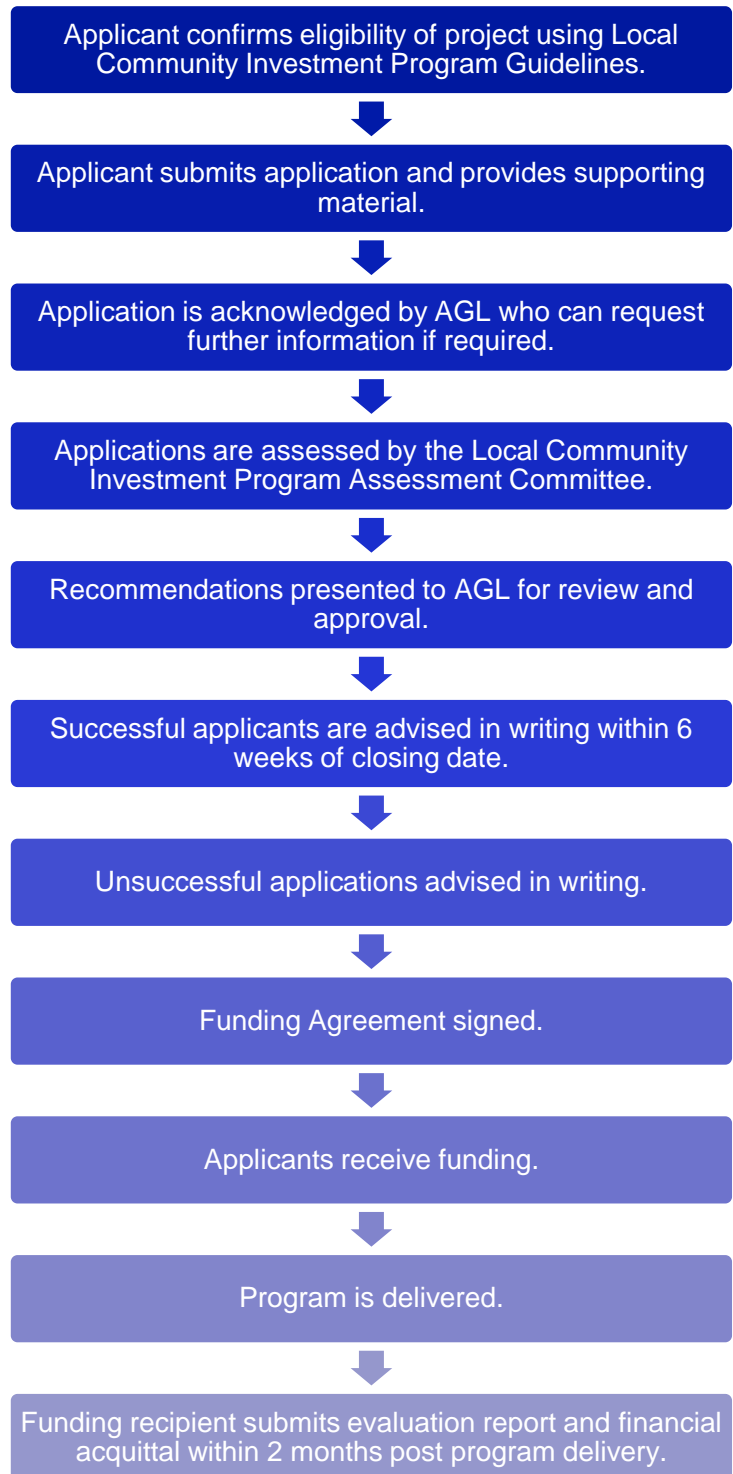 Applicant confirms eligibility of project using Local
Community Investment Program Guidelines.
Applicant submits application and provides supporting
material.
Application is acknowledged by AGL who can request
further information if required.
Applications are assessed by the Local Community
Investment Program Assessment Committee.
Recommendations presented to AGL for review and
approval.
Successful applicants are advised in writing within 6
weeks of closing date.
Unsuccessful applications advised in writing.
Funding Agreement signed.
Applicants receive funding.
Program is delivered.
Funding recipient submits evaluation report and financial
acquittal within 2 months post program delivery.